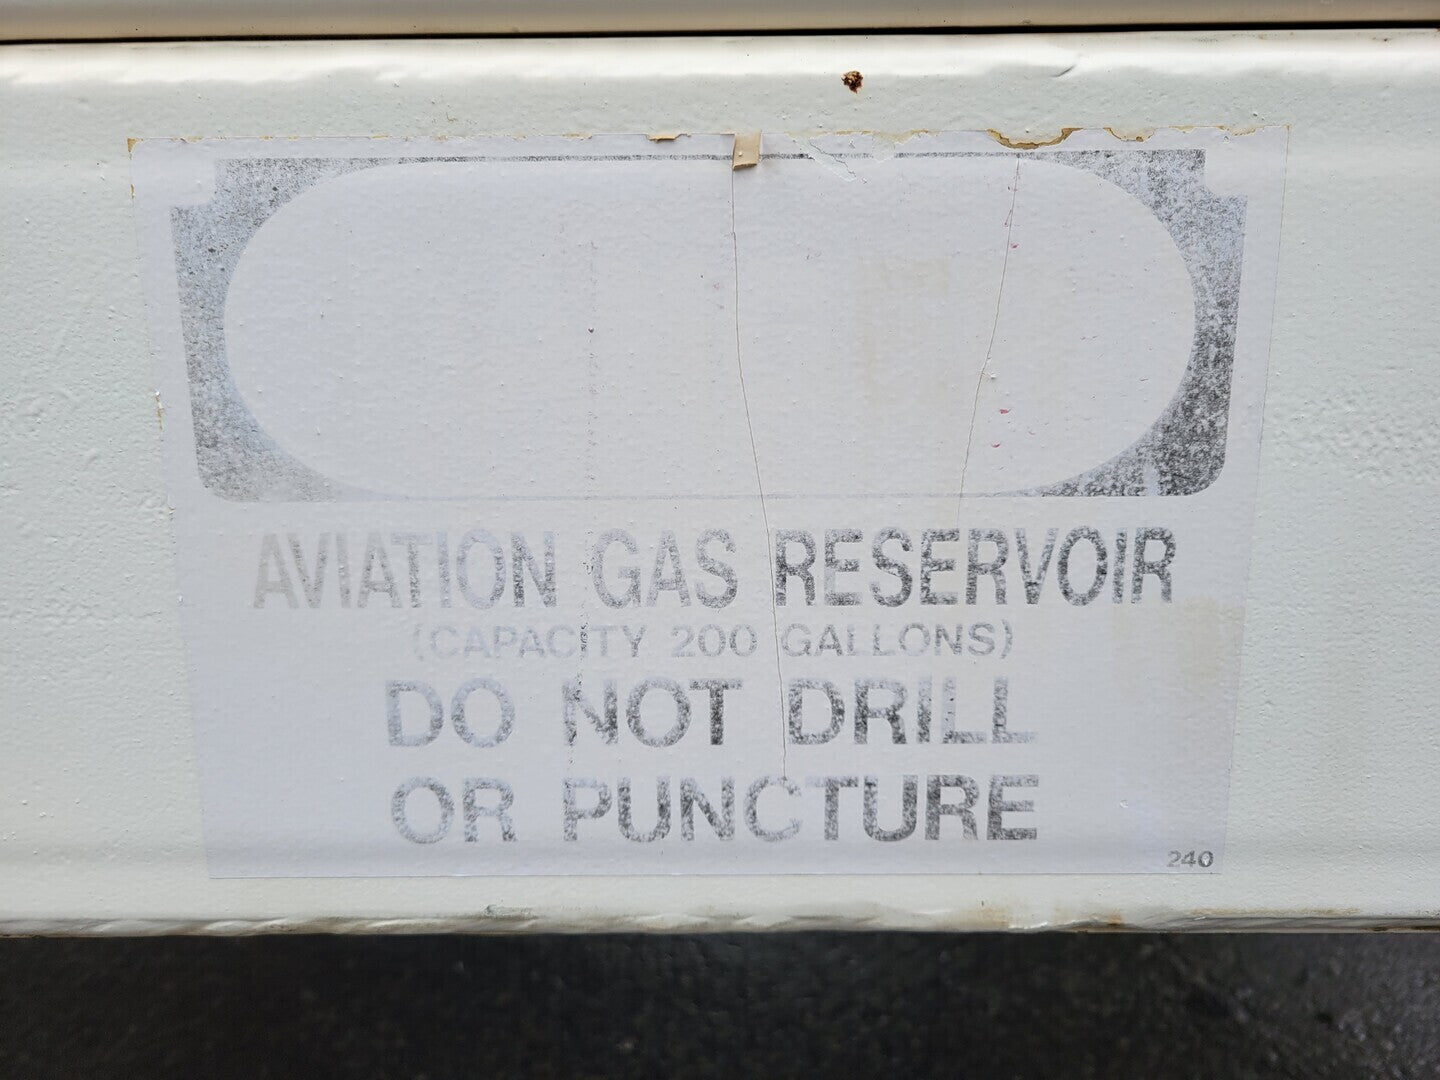 AVIATION GAS RESERVOIR
(CAPACITY 200 GALLONS)
DO NOT DRILL
OR PUNCTURE
240